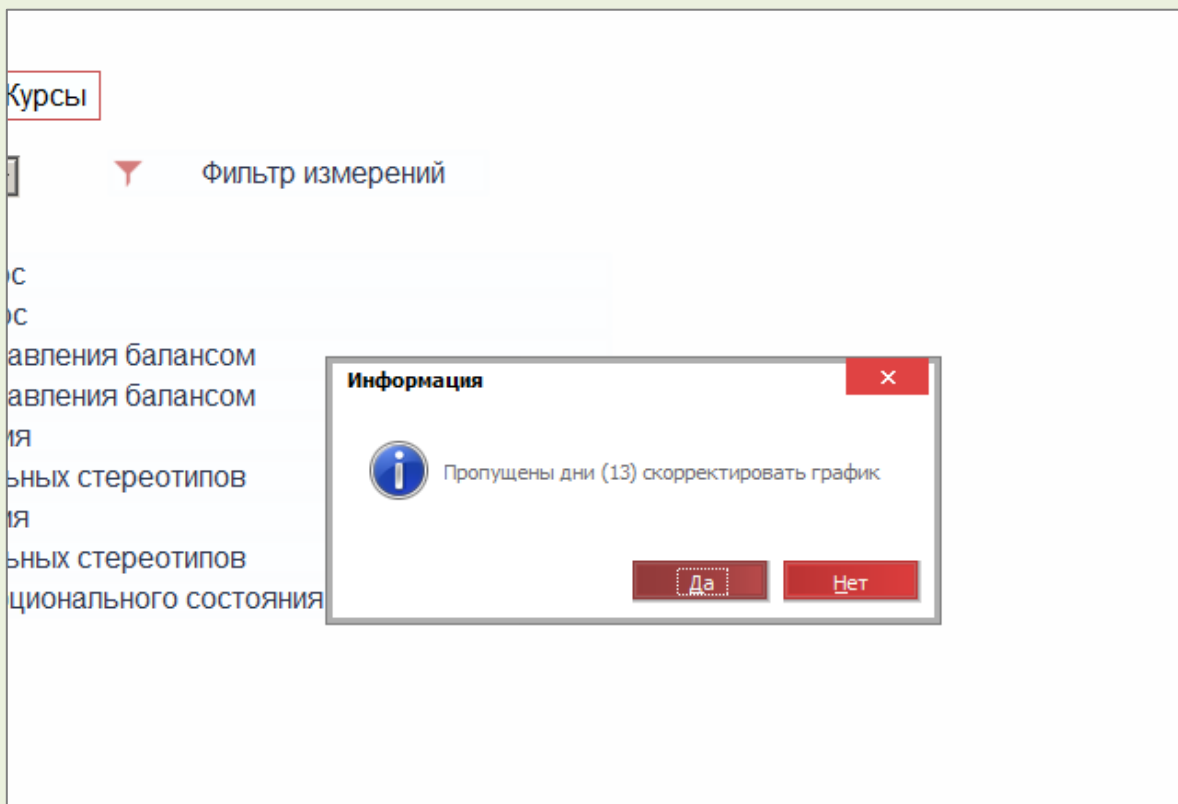 Курсы
Фильтр измерений
ос
ос
авления балансом
авления балансом
ия
ьных стереотипов
ия
ьных стереотипов
ционального состояния
Информация
Пропущены дни (13) скорректировать график
Да
Нет